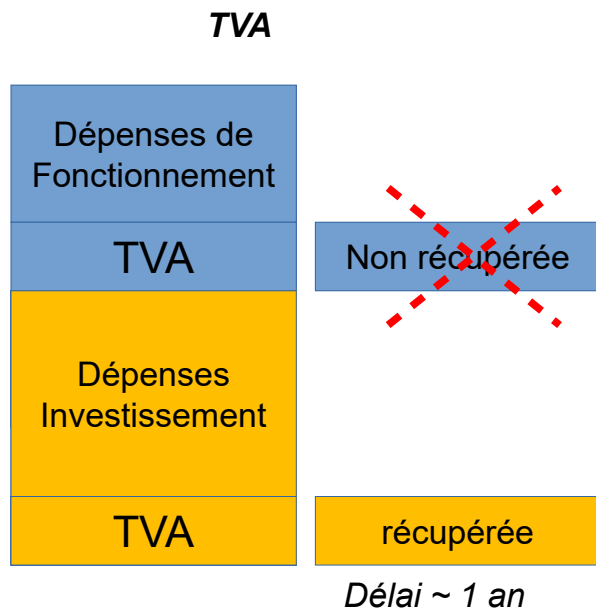 TVA
Dépenses de
Fonctionnement
TVA
Non récupérée
Dépenses
Investissement
TVA
récupérée
Délai ~ 1 an